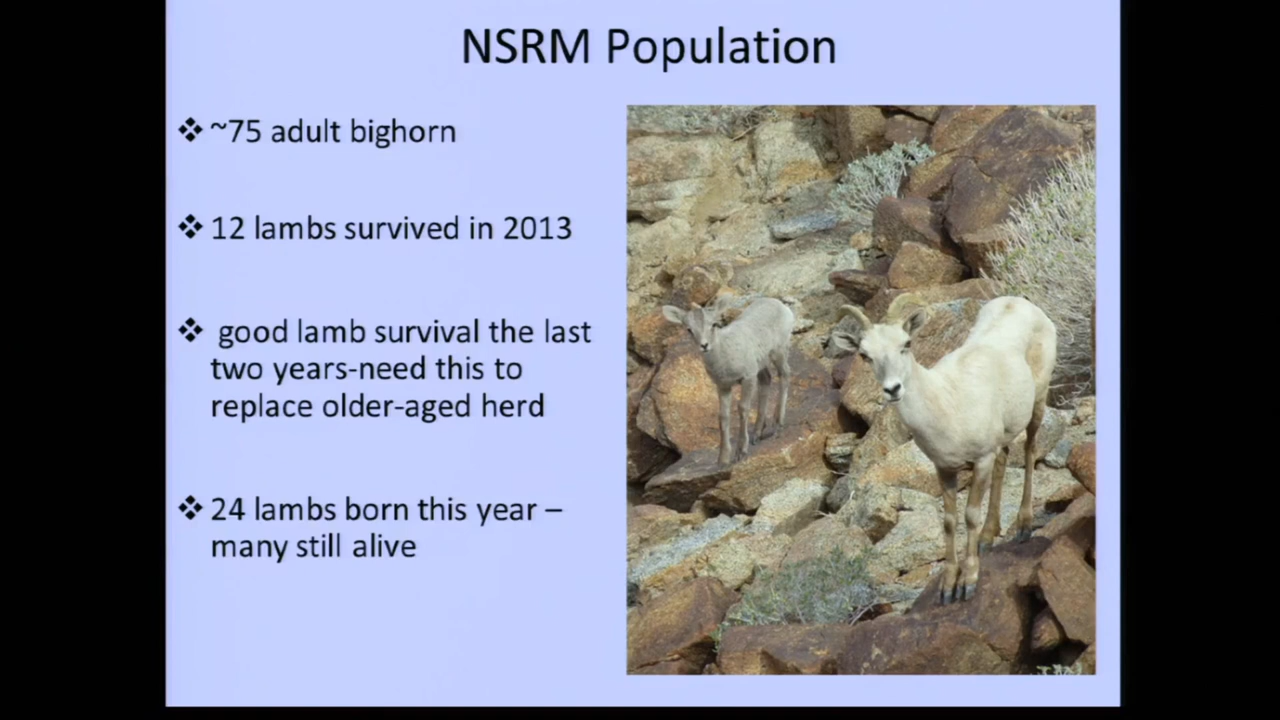 NSRM Population
❖ ~75 adult bighorn
❖ 12 lambs survived in 2013
❖ good lamb survival the last
two years-need this to
replace older-aged herd
❖ 24 lambs born this year –
many still alive